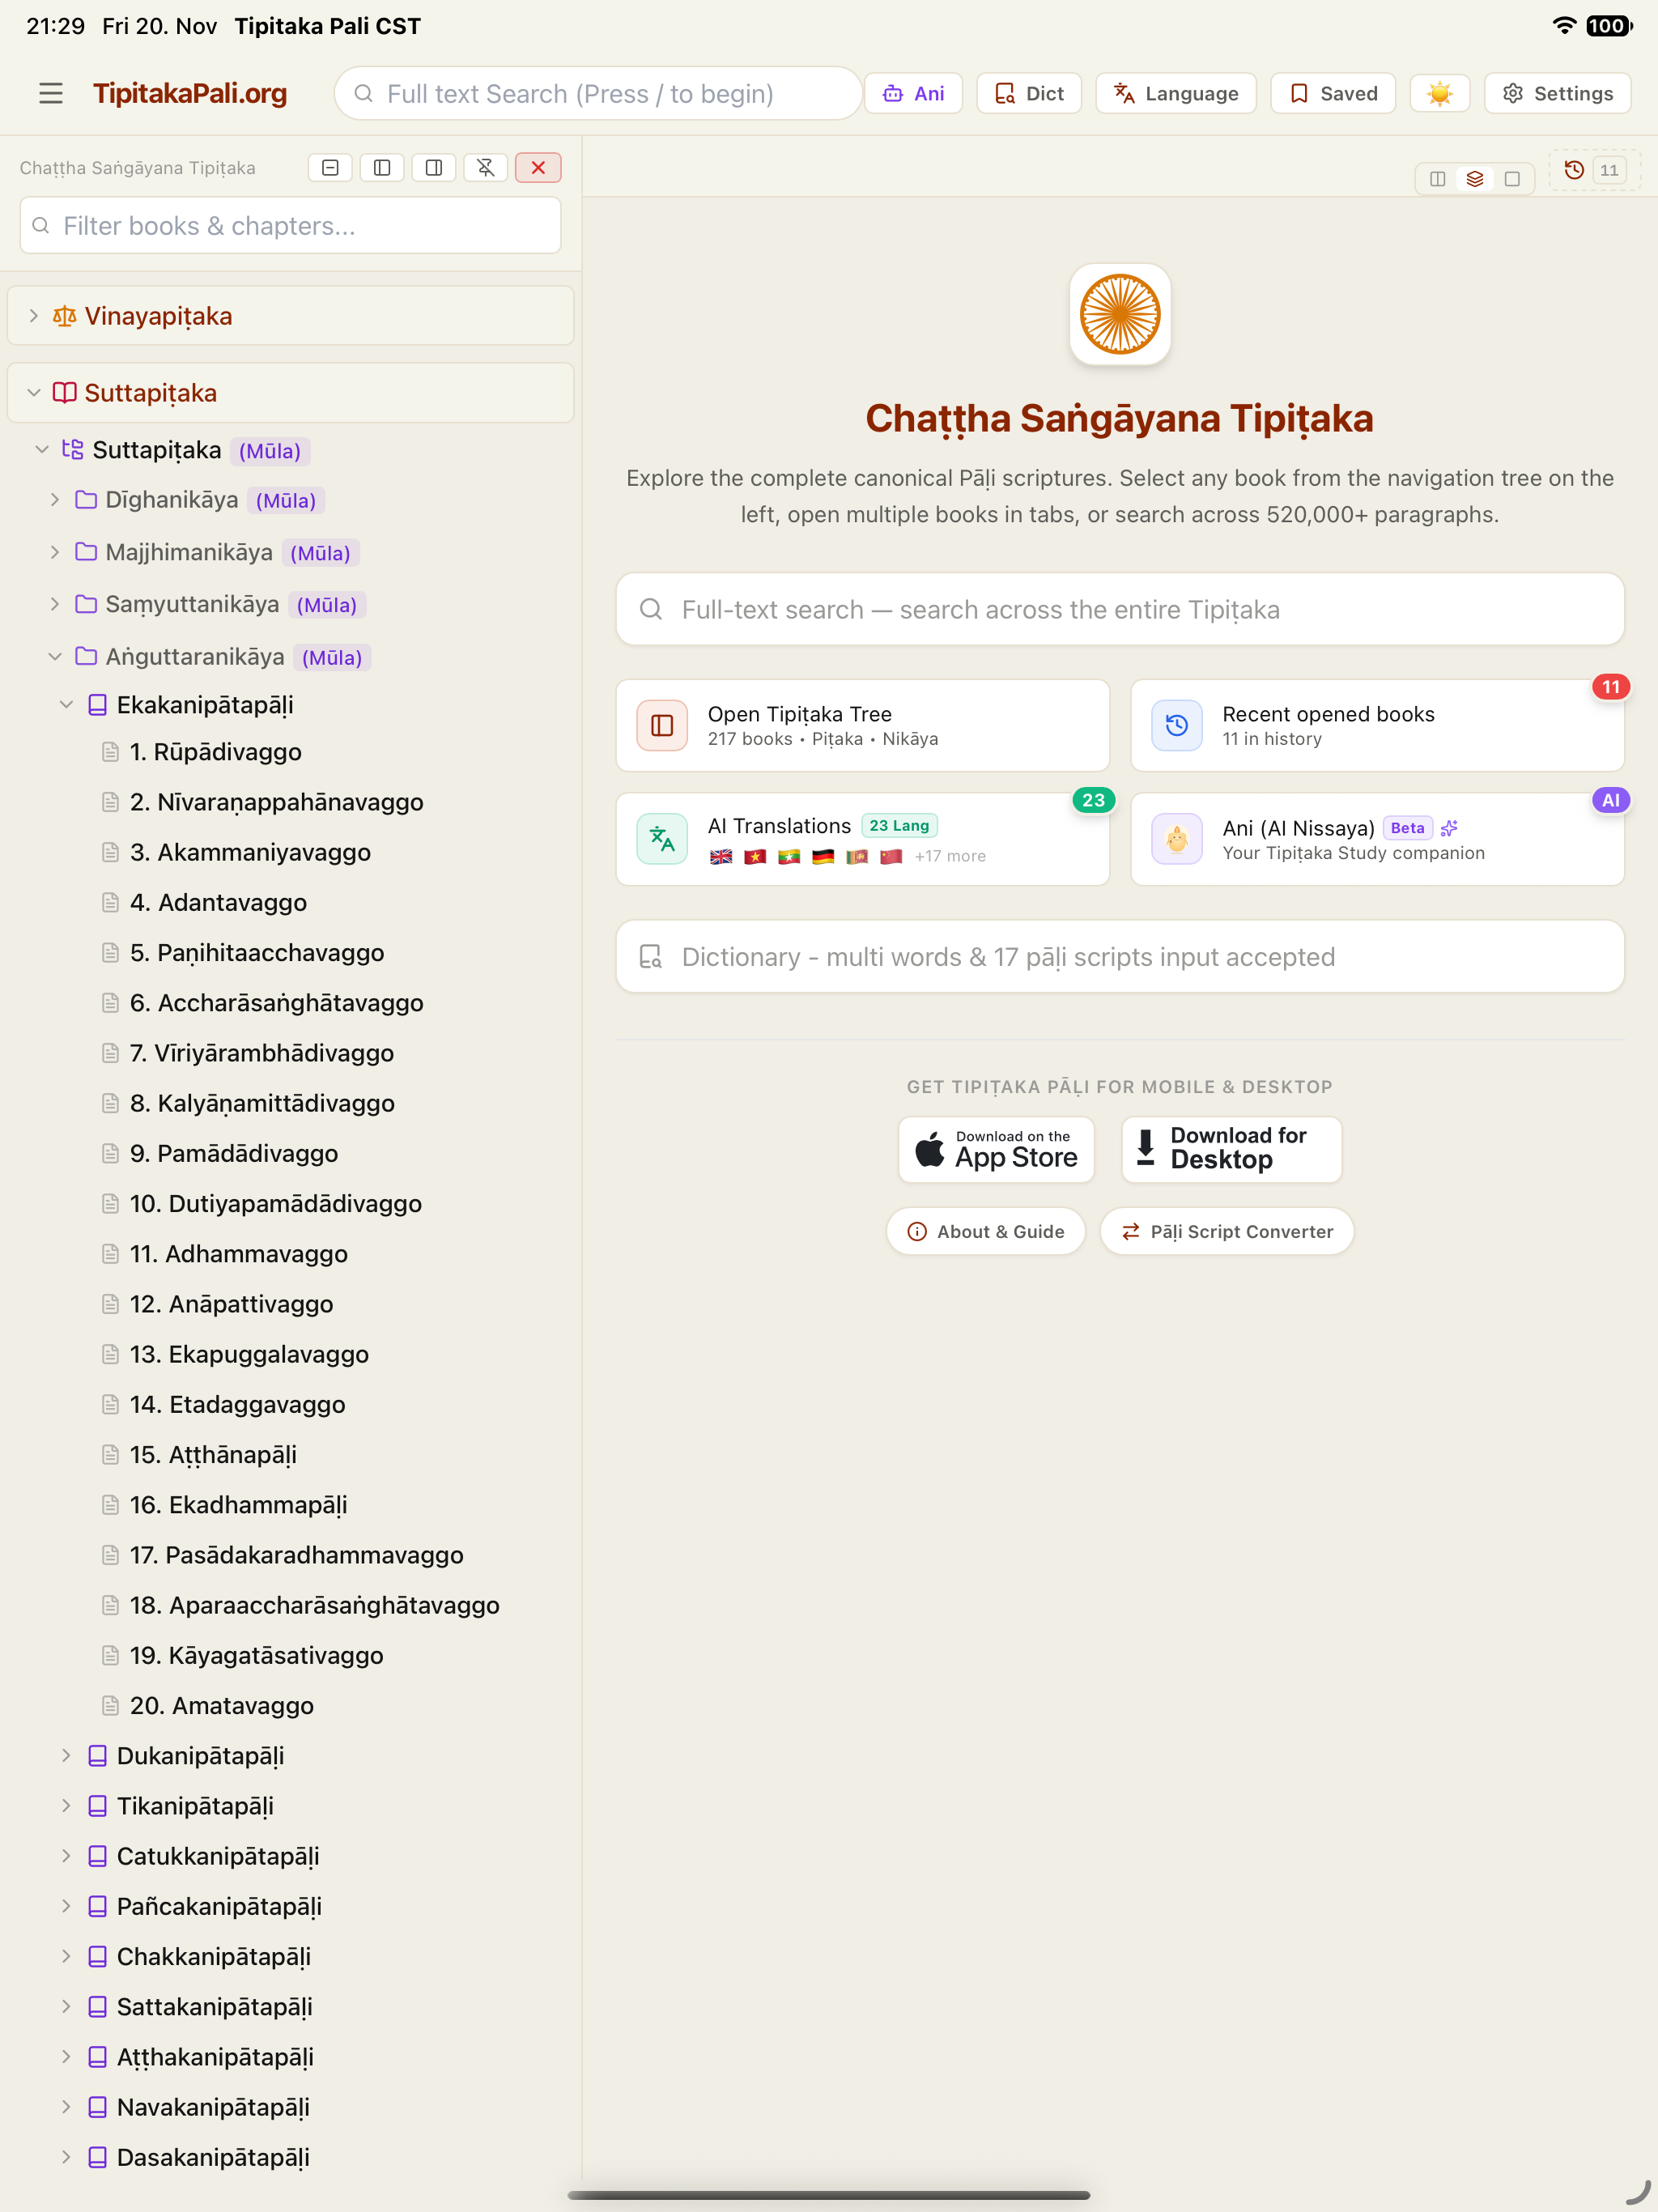 21:29 Fri 20. Nov Tipitaka Pali CST
100
TipitakaPali.org
Full text Search (Press / to begin)
Ani
Dict
Language
Saved
Settings
Chaṭṭha Saṅgāyana Tipiṭaka
Filter books & chapters...
Vinayapiṭaka
Suttapiṭaka
Suttapiṭaka (Mūla)
Dīghanikāya (Mūla)
Majjhimanikāya (Mūla)
Saṃyuttanikāya (Mūla)
Aṅguttaranikāya (Mūla)
Ekakanipātapāḷi
1. Rūpādivaggo
2. Nīvaraṇappahānavaggo
3. Akammaniyavaggo
4. Adantavaggo
5. Paṇihitaacchavaggo
6. Accharāsaṅghātavaggo
7. Vīriyārambhādivaggo
8. Kalyāṇamittādivaggo
9. Pamādādivaggo
10. Dutiyapamādādivaggo
11. Adhammavaggo
12. Anāpattivaggo
13. Ekapuggalavaggo
14. Etadaggavaggo
15. Aṭṭhānapāḷi
16. Ekadhammapāḷi
17. Pasādakaradhammavaggo
18. Aparaaccharāsaṅghātavaggo
19. Kāyagatāsativaggo
20. Amatavaggo
Dukanipātapāḷi
Tikanipātapāḷi
Catukkanipātapāḷi
Pañcakanipātapāḷi
Chakkanipātapāḷi
Sattakanipātapāḷi
Aṭṭhakanipātapāḷi
Navakanipātapāḷi
Dasakanipātapāḷi
11
Chaṭṭha Saṅgāyana Tipiṭaka
Explore the complete canonical Pāḷi scriptures. Select any book from the navigation tree on the
left, open multiple books in tabs, or search across 520,000+ paragraphs.
Full-text search — search across the entire Tipiṭaka
Open Tipiṭaka Tree
217 books • Piṭaka • Nikāya
11
Recent opened books
11 in history
23
AI Translations 23 Lang
+17 more
AI
Ani (AI Nissaya) Beta
Your Tipiṭaka Study companion
Dictionary - multi words & 17 pāḷi scripts input accepted
GET TIPIṬAKA PĀḶI FOR MOBILE & DESKTOP
Download on the
App Store
Download for
Desktop
About & Guide
Pāḷi Script Converter